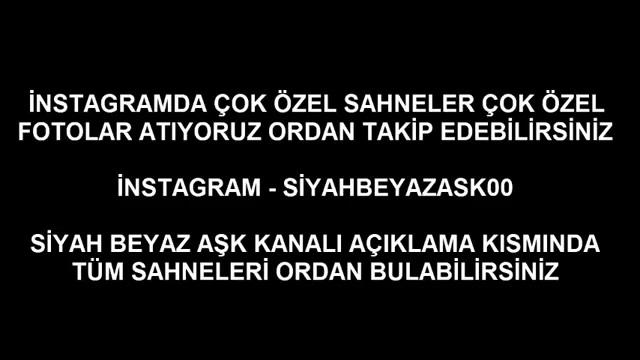 İNSTAGRAMDA ÇOK ÖZEL SAHNELER ÇOK ÖZEL
FOTOLAR ATIYORUZ ORDAN TAKİP EDEBİLİRSİNİZ
İNSTAGRAM - SİYAHBEYAZASK00
SİYAH BEYAZ AŞK KANALI AÇIKLAMA KISMINDA
TÜM SAHNELERİ ORDAN BULABİLİRSİNİZ